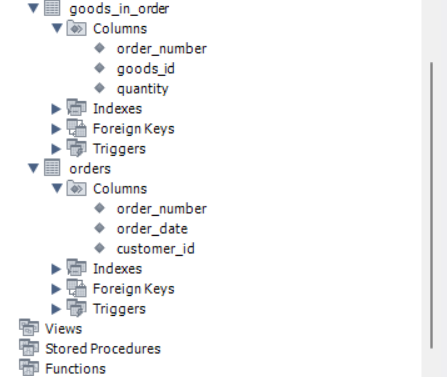 goods_in_order
Columns
order_number
goods_id
quantity
Indexes
Foreign Keys
Triggers
orders
Columns
order_number
order_date
customer_id
Indexes
Foreign Keys
Triggers
Views
Stored Procedures
Functions